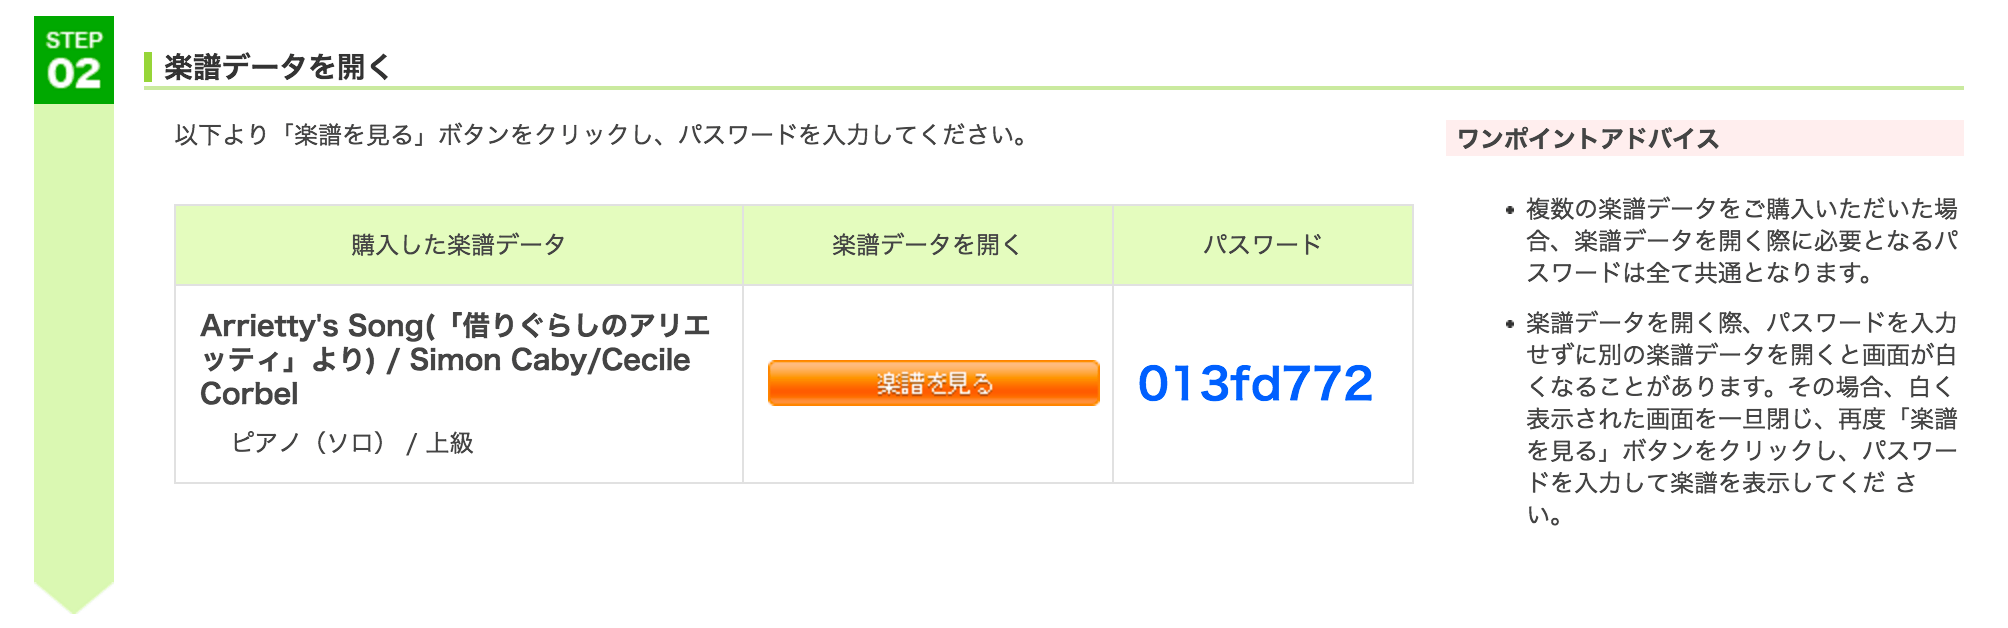 STEP
02
楽譜データを開く
以下より「楽譜を見る」ボタンをクリックし、パスワードを入力してください。
購入した楽譜データ
楽譜データを開く
パスワード
Arrietty's Song(「借りぐらしのアリエ
ッティ」より) / Simon Caby/Cecile
Corbel
ピアノ（ソロ） / 上級
楽譜を見る
013fd772
ワンポイントアドバイス
• 複数の楽譜データをご購入いただいた場
合、楽譜データを開く際に必要となるパ
スワードは全て共通となります。
• 楽譜データを開く際、パスワードを入力
せずに別の楽譜データを開くと画面が白
くなることがあります。その場合、白く
表示された画面を一旦閉じ、再度「楽譜
を見る」ボタンをクリックし、パスワー
ドを入力して楽譜を表示してくだ さ
い。